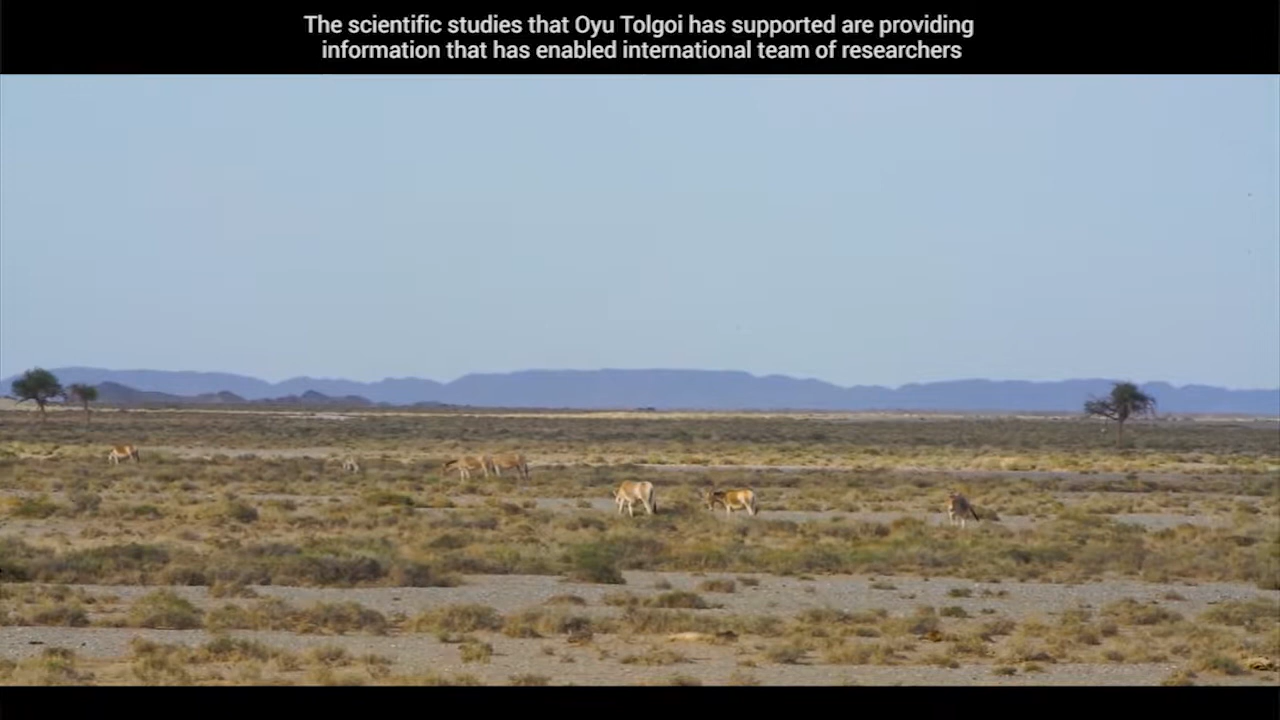 The scientific studies that Oyu Tolgoi has supported are providing
information that has enabled international team of researchers